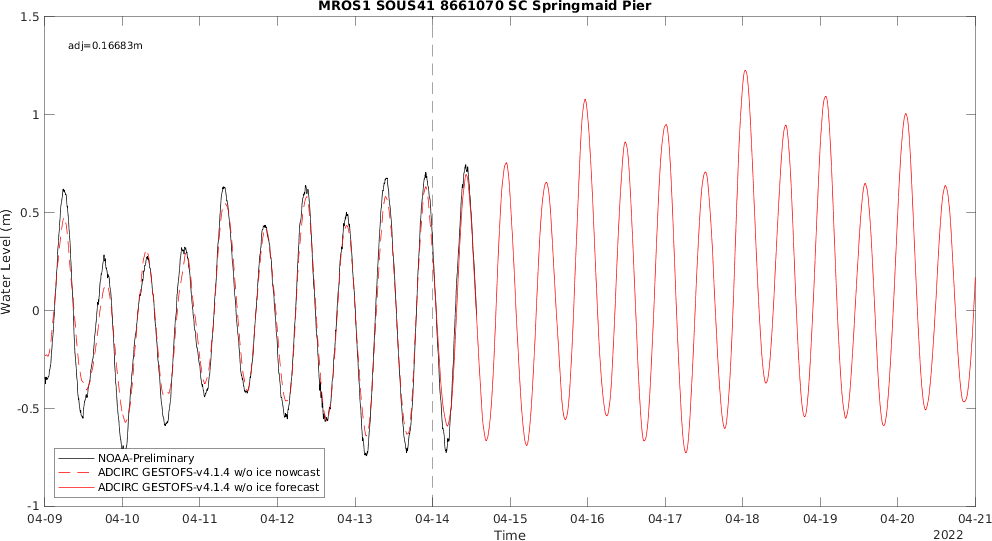 MROS1 SOUS41 8661070 SC Springmaid Pier
adj=0.16683m
Water Level (m)
1.5
1
0.5
0
-0.5
-1
NOAA-Preliminary
ADCIRC GESTOFS-v4.1.4 w/o ice nowcast
ADCIRC GESTOFS-v4.1.4 w/o ice forecast
04-09 04-10 04-11 04-12 04-13 04-14 04-15 04-16 04-17 04-18 04-19 04-20 04-21
Time
2022